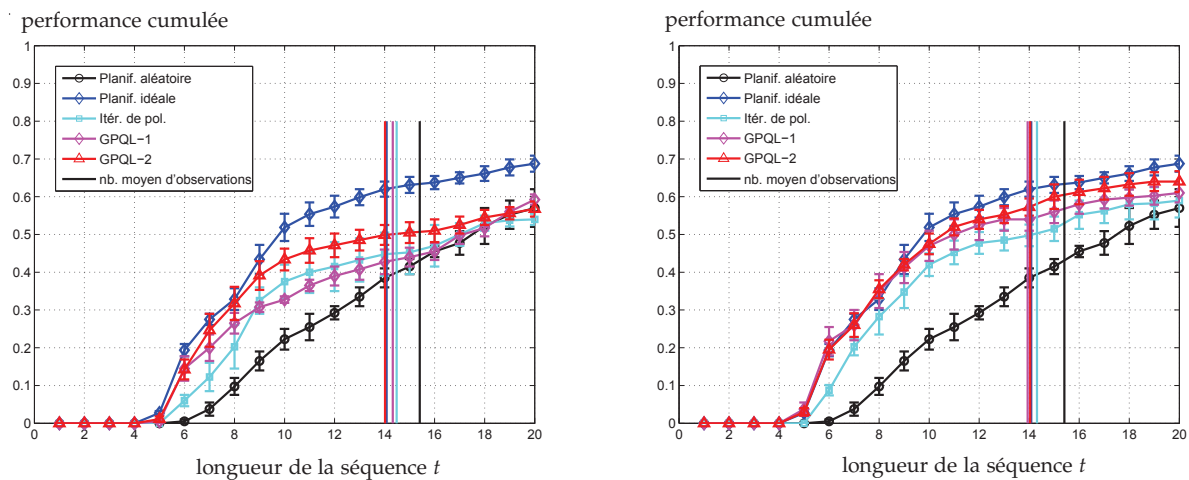 performance cumulée
1
0.9
0.8
0.7
0.6
0.5
0.4
0.3
0.2
0.1
0
Planif. aléatoire
Planif. idéale
Itér. de pol.
GPQL−1
GPQL−2
nb. moyen d'observations
0 2 4 6 8 10 12 14 16 18 20
longueur de la séquence t
performance cumulée
1
0.9
0.8
0.7
0.6
0.5
0.4
0.3
0.2
0.1
0
Planif. aléatoire
Planif. idéale
Itér. de pol.
GPQL−1
GPQL−2
nb. moyen d'observations
0 2 4 6 8 10 12 14 16 18 20
longueur de la séquence t